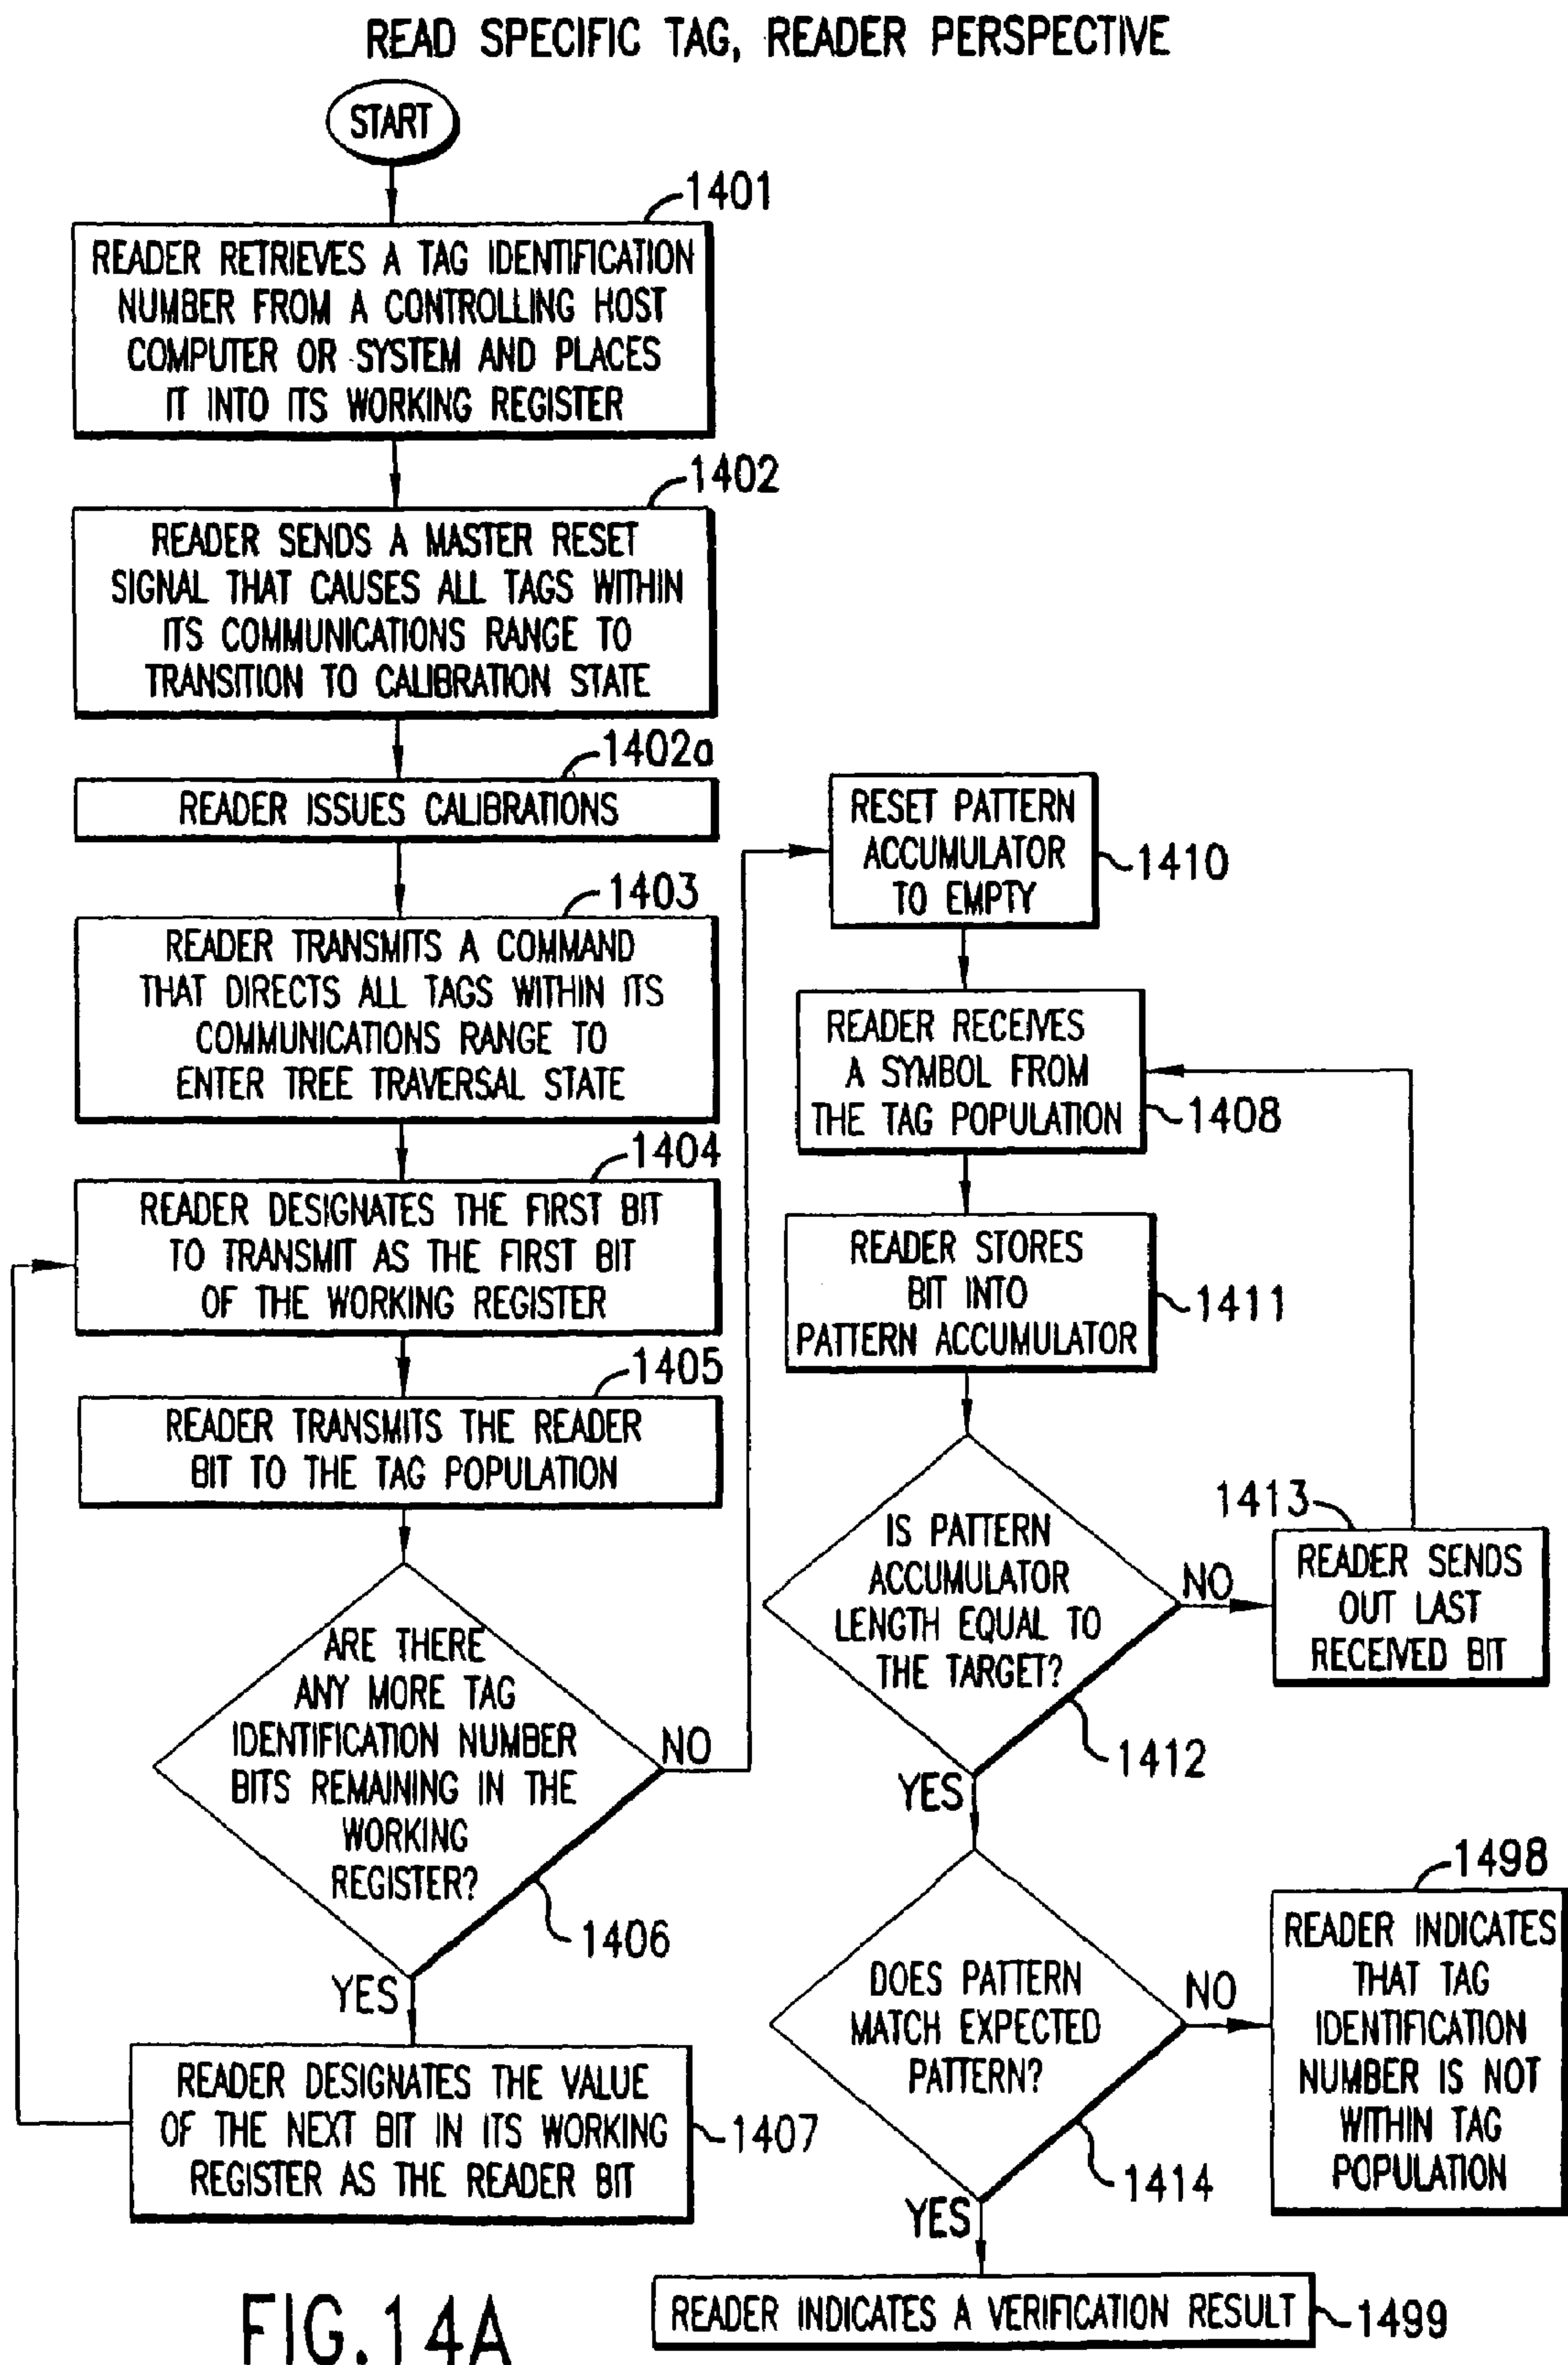 READ SPECIFIC TAG, READER PERSPECTIVE
START
1401
READER RETRIEVES A TAG IDENTIFICATION
NUMBER FROM A CONTROLLING HOST
COMPUTER OR SYSTEM AND PLACES
IT INTO ITS WORKING REGISTER
1402
READER SENDS A MASTER RESET
SIGNAL THAT CAUSES ALL TAGS WITHIN
ITS COMMUNICATIONS RANGE TO
TRANSITION TO CALIBRATION STATE
1402a
READER ISSUES CALIBRATIONS
1403
READER TRANSMITS A COMMAND
THAT DIRECTS ALL TAGS WITHIN ITS
COMMUNICATIONS RANGE TO
ENTER TREE TRAVERSAL STATE
1404
READER DESIGNATES THE FIRST BIT
TO TRANSMIT AS THE FIRST BIT
OF THE WORKING REGISTER
1405
READER TRANSMITS THE READER
BIT TO THE TAG POPULATION
ARE THERE
ANY MORE TAG
IDENTIFICATION NUMBER
BITS REMAINING IN THE
WORKING
REGISTER?
NO
1406
YES
READER DESIGNATES THE VALUE
OF THE NEXT BIT IN ITS WORKING
REGISTER AS THE READER BIT
1407
RESET PATTERN
ACCUMULATOR
TO EMPTY
1410
READER RECEIVES
A SYMBOL FROM
THE TAG POPULATION
1408
READER STORES
BIT INTO
PATTERN ACCUMULATOR
1411
IS PATTERN
ACCUMULATOR
LENGTH EQUAL TO
THE TARGET?
NO
1412
1413
READER SENDS
OUT LAST
RECEIVED BIT
YES
DOES PATTERN
MATCH EXPECTED
PATTERN?
NO
1414
1498
READER INDICATES
THAT TAG
IDENTIFICATION
NUMBER IS NOT
WITHIN TAG
POPULATION
YES
READER INDICATES A VERIFICATION RESULT
1499
FIG.14A